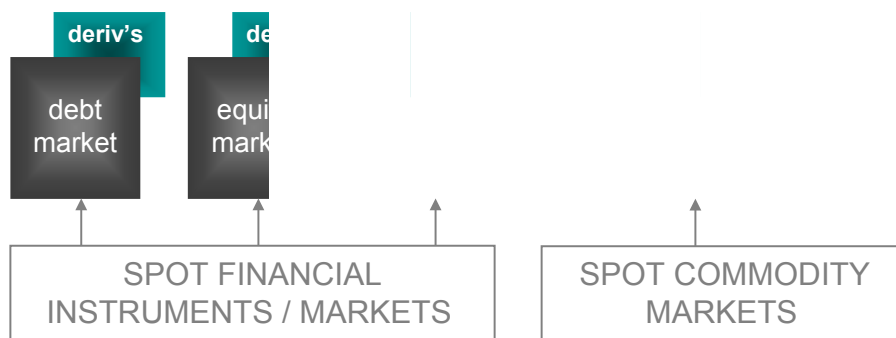 deriv's
debt
market
SPOT FINANCIAL
INSTRUMENTS / MARKETS
SPOT COMMODITY
MARKETS